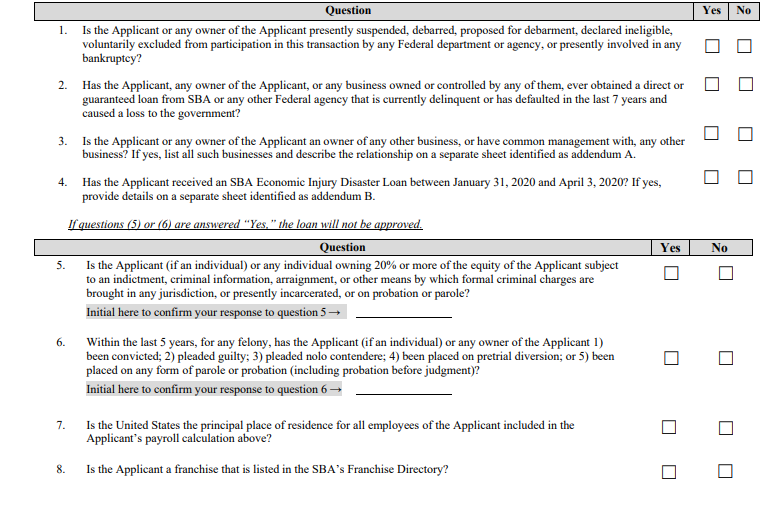 Question Yes No
1. Is the Applicant or any owner of the Applicant presently suspended, debarred, proposed for debarment, declared ineligible,
voluntarily excluded from participation in this transaction by any Federal department or agency, or presently involved in any
bankruptcy?
2. Has the Applicant, any owner of the Applicant, or any business owned or controlled by any of them, ever obtained a direct or
guaranteed loan from SBA or any other Federal agency that is currently delinquent or has defaulted in the last 7 years and
caused a loss to the government?
3. Is the Applicant or any owner of the Applicant an owner of any other business, or have common management with, any other
business? If yes, list all such businesses and describe the relationship on a separate sheet identified as addendum A.
4. Has the Applicant received an SBA Economic Injury Disaster Loan between January 31, 2020 and April 3, 2020? If yes,
provide details on a separate sheet identified as addendum B.
If questions (5) or (6) are answered “Yes,” the loan will not be approved.
Question Yes No
5. Is the Applicant (if an individual) or any individual owning 20% or more of the equity of the Applicant subject
to an indictment, criminal information, arraignment, or other means by which formal criminal charges are
brought in any jurisdiction, or presently incarcerated, or on probation or parole?
Initial here to confirm your response to question 5 →
6. Within the last 5 years, for any felony, has the Applicant (if an individual) or any owner of the Applicant 1)
been convicted; 2) pleaded guilty; 3) pleaded nolo contendere; 4) been placed on pretrial diversion; or 5) been
placed on any form of parole or probation (including probation before judgment)?
Initial here to confirm your response to question 6 →
7. Is the United States the principal place of residence for all employees of the Applicant included in the
Applicant’s payroll calculation above?
8. Is the Applicant a franchise that is listed in the SBA’s Franchise Directory?